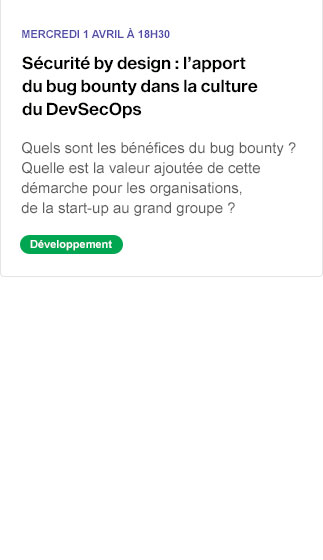 MERCREDI 1 AVRIL À 18H30
Sécurité by design : l’apport
du bug bounty dans la culture
du DevSecOps
Quels sont les bénéfices du bug bounty ?
Quelle est la valeur ajoutée de cette
démarche pour les organisations,
de la start-up au grand groupe ?
Développement